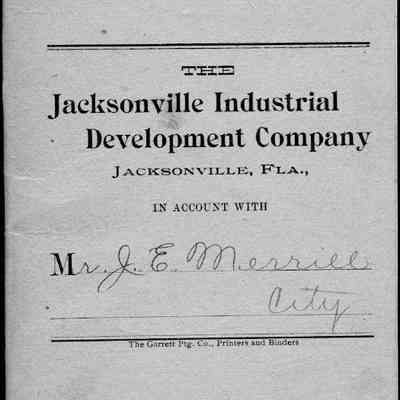 THE
Jacksonville Industrial
Development Company
JACKSONVILLE, FLA.,
IN ACCOUNT WITH
Mr. J. E. Merrill
City
The Garrett Ptg. Co., Printers and Binders